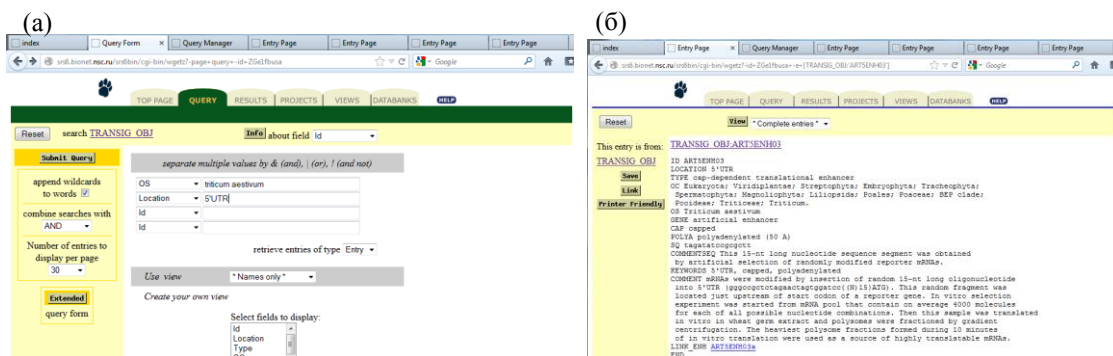 (а)
index
Query Form
Query Manager
Entry Page
Entry Page
Entry Page
Entry Page
srs6.bionet.nsc.ru/srs6bin/cgi-bin/wgetz?-page+query+-id+ZGe1fbusa
Google
TOP PAGE QUERY RESULTS PROJECTS VIEWS DATABANKS HELP
Reset search TRANSIG_OBJ Info about field Id
Submit Query
separate multiple values by & (and), | (or), ! (and not)
append wildcards to words
OS triticum aestivum
Location 5'UTR
combine searches with
AND
Id
Id
Number of entries to display per page
30
retrieve entries of type Entry
Use view * Names only *
Extended
query form
Create your own view
Select fields to display:
Id
Location
Type
(б)
index
Entry Page
Query Manager
Entry Page
Entry Page
Entry Page
Entry Page
srs6.bionet.nsc.ru/srs6bin/cgi-bin/wgetz?-id+ZGe1fbusa+-e+[TRANSIG_OBJ:'ART5ENH03']
Google
TOP PAGE QUERY RESULTS PROJECTS VIEWS DATABANKS HELP
Reset View * Complete entries *
This entry is from: TRANSIG_OBJ:ART5ENH03
TRANSIG_OBJ
Save
Link
Printer Friendly
ID ART5ENH03
LOCATION 5'UTR
TYPE cap-dependent translational enhancer
OC Eukaryota; Viridiplantae; Streptophyta; Embryophyta; Tracheophyta;
Spermatophyta; Magnoliophyta; Liliopsida; Poales; Poaceae; BEP clade;
Pooideae; Triticeae; Triticum.
OS Triticum aestivum
GENE artificial enhancer
CAP capped
POLYA polyadenylated (50 A)
SQ tagatatcogcgctt
COMMENTSEQ This 15-nt long nucleotide sequence segment was obtained
by artificial selection of randomly modified reporter mRNAs.
KEYWORDS 5'UTR, capped, polyadenylated
COMMENT mRNAs were modified by insertion of random 15-nt long oligonucleotide
into 5'UTR This random fragment was
located just upstream of start codon of a reporter gene. In vitro selection
experiment was started from mRNA pool that contain on average 4000 molecules
for each of all possible nucleotide combinations. Then this sample was translated
in vitro in wheat germ extract and polysomes were fractioned by gradient
centrifugation. The heaviest polysome fractions formed during 10 minutes
of in vitro translation were used as a source of highly translatable mRNAs.
LINK_ENH ART5ENH03a
END